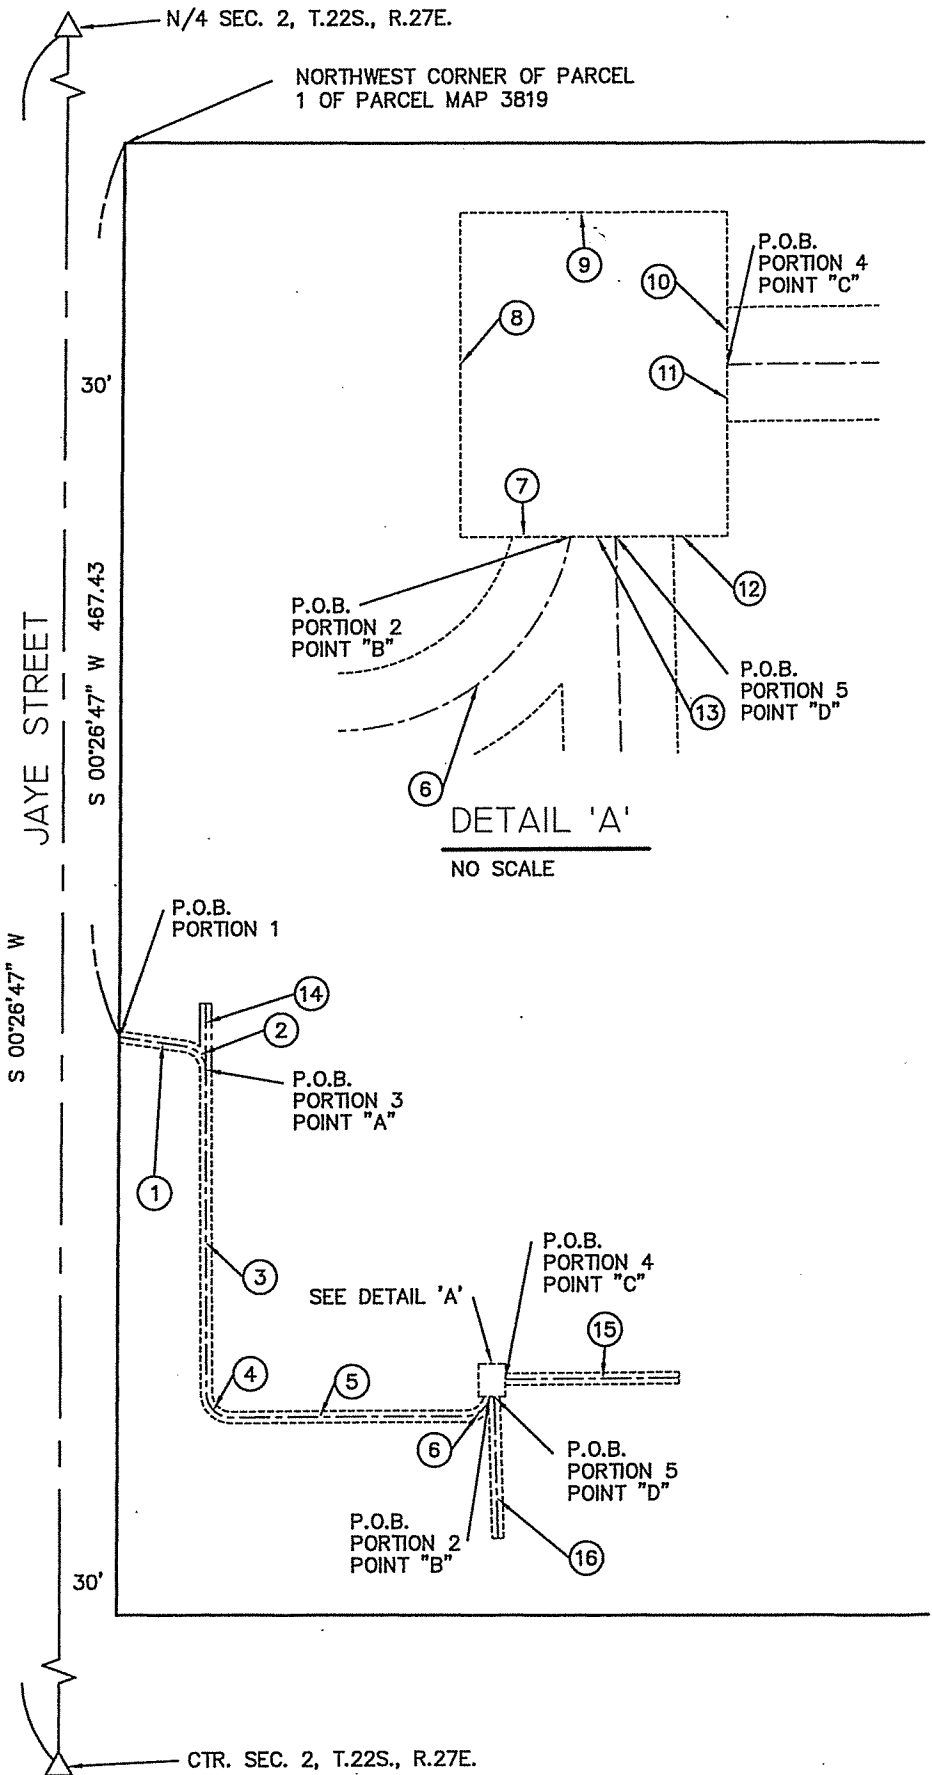 N/4 SEC. 2, T.22S., R.27E.
NORTHWEST CORNER OF PARCEL
1 OF PARCEL MAP 3819
9
P.O.B.
PORTION 4
POINT "C"
10
8
30'
11
7
12
P.O.B.
PORTION 2
POINT "B"
P.O.B.
PORTION 5
POINT "D"
13
6
JAYE STREET
S 00°26'47" W 467.43
DETAIL 'A'
NO SCALE
P.O.B.
PORTION 1
S 00°26'47" W
14
2
P.O.B.
PORTION 3
POINT "A"
1
3
P.O.B.
PORTION 4
POINT "C"
SEE DETAIL 'A'
15
4
5
6
P.O.B.
PORTION 5
POINT "D"
P.O.B.
PORTION 2
POINT "B"
16
30'
CTR. SEC. 2, T.22S., R.27E.